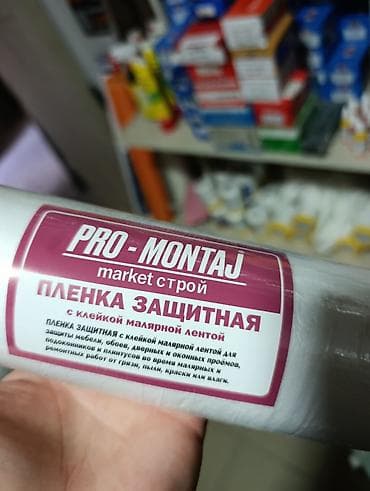 PRO - MONTAJ
market строй
ПЛЕНКА ЗАЩИТНАЯ
с клейкой малярной лентой
ПЛЕНКА ЗАЩИТНАЯ с клейкой малярной лентой для
защиты мебели, обоев, дверных и оконных проёмов,
подоконников и плинтусов во время малярных и
ремонтных работ от грязи, пыли, краски или влаги.